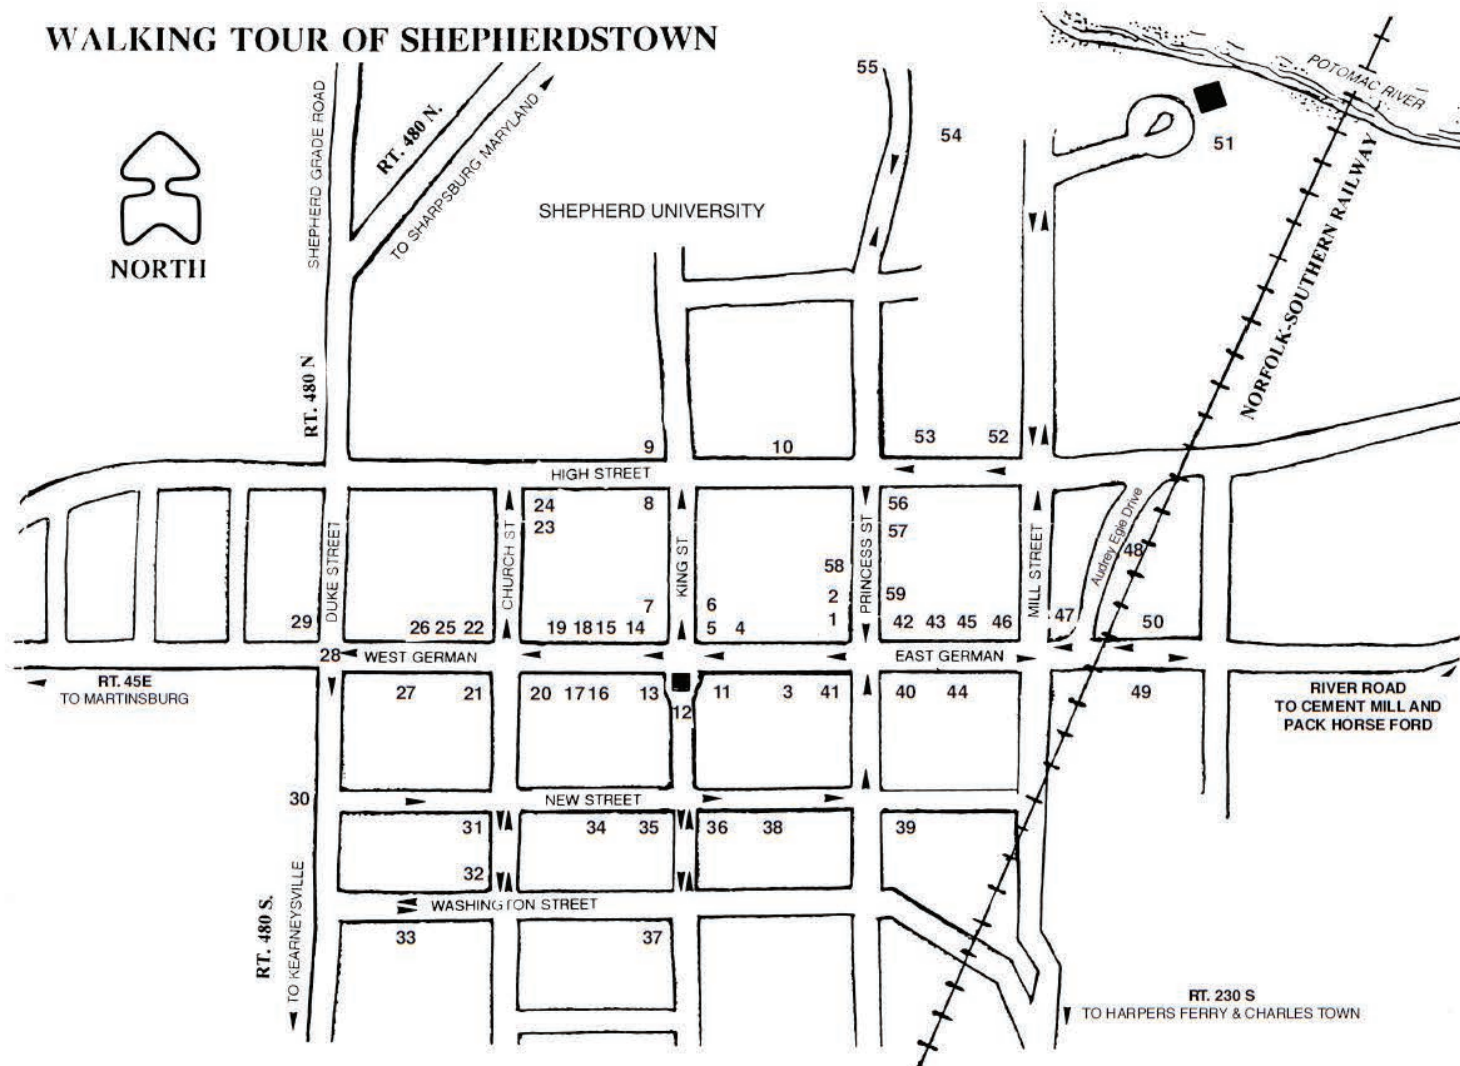 WALKING TOUR OF SHEPHERDSTOWN
NORTH
SHEPHERD GRADE ROAD
RT. 480 N.
TO SHARPSBURG MARYLAND
SHEPHERD UNIVERSITY
55
54
51
POTOMAC RIVER
NORFOLK-SOUTHERN RAILWAY
RT. 480 N
9
10
53
52
HIGH STREET
24
23
8
56
57
58
59
DUKE STREET
CHURCH ST
KING ST
PRINCESS ST
MILL STREET
Audrey Egle Drive
48
7
6
2
29
26 25 22
19 18 15 14
5 4
1
42 43 45 46
47
50
28
WEST GERMAN
EAST GERMAN
RT. 45E
TO MARTINSBURG
27
21
20 17 16
13
12
11
3
41
40
44
49
RIVER ROAD
TO CEMENT MILL AND
PACK HORSE FORD
30
NEW STREET
31
34
35
36
38
39
32
WASHINGTON STREET
33
37
RT. 480 S.
TO KEARNEYSVILLE
RT. 230 S
TO HARPERS FERRY & CHARLES TOWN